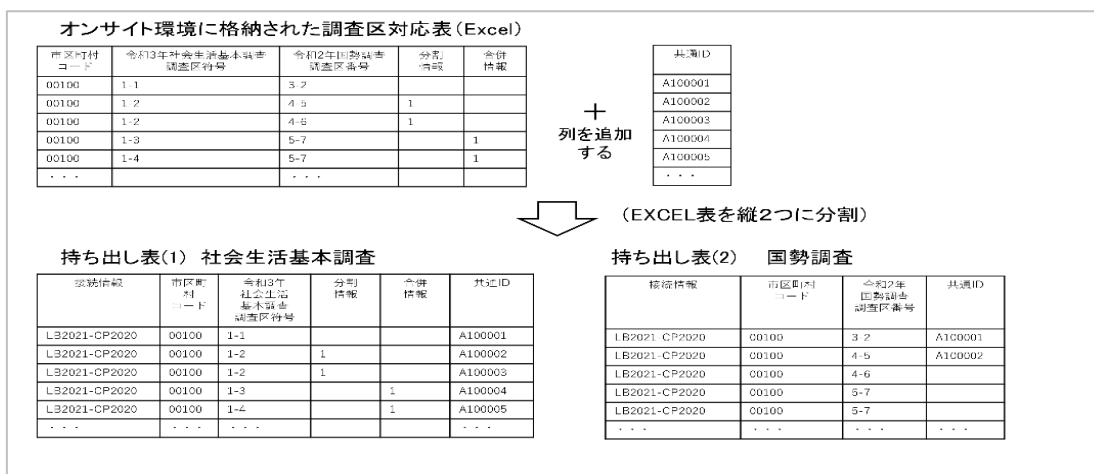 オンサイト環境に格納された調査区対応表(Excel)
市区町村コード 令和3年社会生活基本調査調査区符号 令和2年国勢調査調査区番号 分割情報 合併情報
00100 1-1 3-2
00100 1-2 4-5 1
00100 1-2 4-6 1
00100 1-3 5-7 1
00100 1-4 5-7 1
・・・ ・・・
共通ID
A100001
A100002
A100003
A100004
A100005
・・・
＋
列を追加
する
(EXCEL表を縦2つに分割)
持ち出し表(1) 社会生活基本調査
接続情報 市区町村コード 令和3年社会生活基本調査調査区符号 分割情報 合併情報 共通ID
LB2021-CP2020 00100 1-1 A100001
LB2021-CP2020 00100 1-2 1 A100002
LB2021-CP2020 00100 1-2 1 A100003
LB2021-CP2020 00100 1-3 1 A100004
LB2021-CP2020 00100 1-4 1 A100005
・・・ ・・・ ・・・ ・・・
持ち出し表(2) 国勢調査
接続情報 市区町村コード 令和2年国勢調査調査区番号 共通ID
LB2021-CP2020 00100 3-2 A100001
LB2021-CP2020 00100 4-5 A100002
LB2021-CP2020 00100 4-6
LB2021-CP2020 00100 5-7
LB2021-CP2020 00100 5-7
・・・ ・・・ ・・・ ・・・